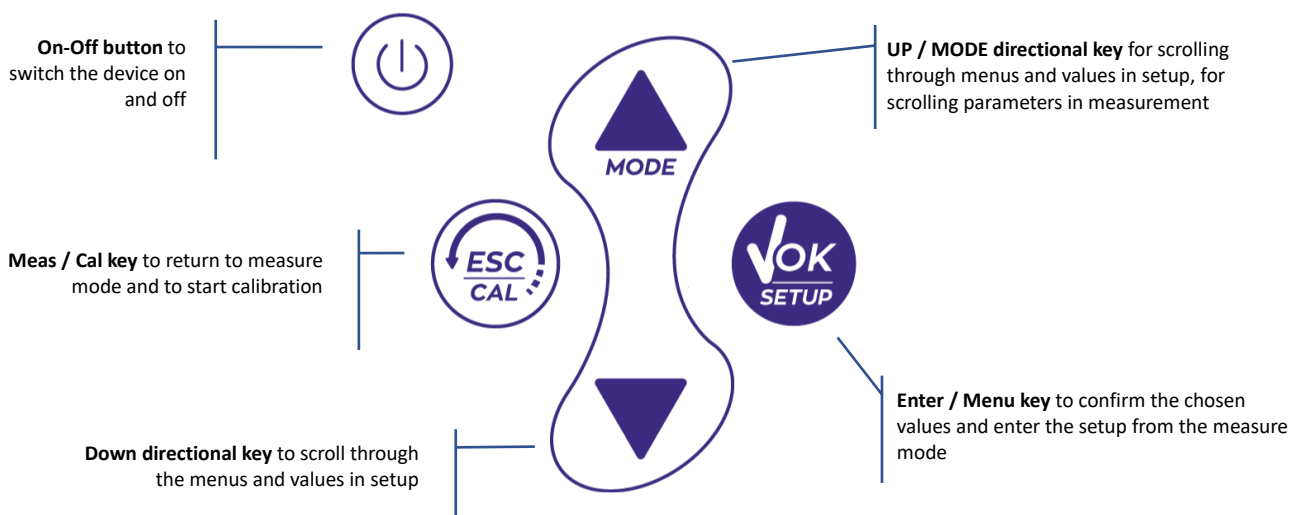 On-Off button to
switch the device on
and off
UP / MODE directional key for scrolling
through menus and values in setup, for
scrolling parameters in measurement
MODE
Meas / Cal key to return to measure
mode and to start calibration
ESC
CAL
OK
SETUP
Down directional key to scroll through
the menus and values in setup
Enter / Menu key to confirm the chosen
values and enter the setup from the measure
mode